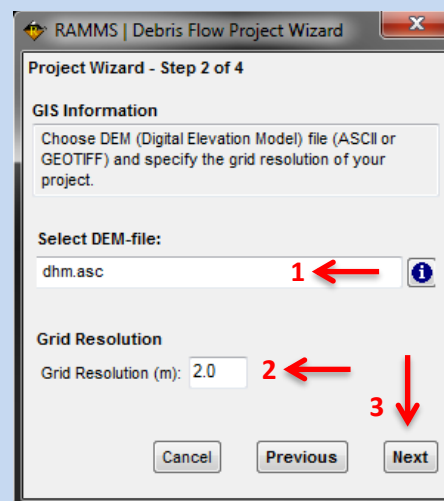 RAMMS | Debris Flow Project Wizard
Project Wizard - Step 2 of 4
GIS Information
Choose DEM (Digital Elevation Model) file (ASCII or
GEOTIFF) and specify the grid resolution of your
project.
Select DEM-file:
dhm.asc 1
Grid Resolution
Grid Resolution (m): 2.0 2
3
Cancel Previous Next